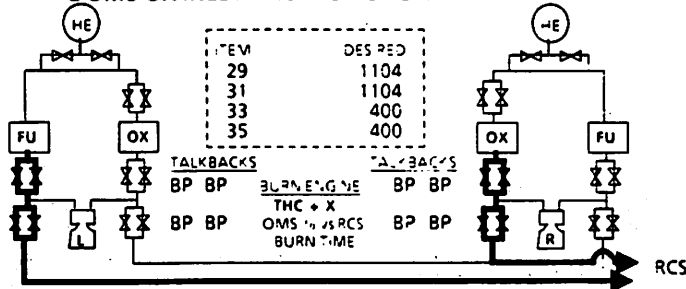 HE HE
ITEM DESIRED
29 1104
31 1104
33 400
35 400
FU OX OX FU
TALKBACKS TALKBACKS
BP BP BURN ENGINE BP BP
THC + X
BP BP OMS % vs RCS BP BP
L BURN TIME R
RCS